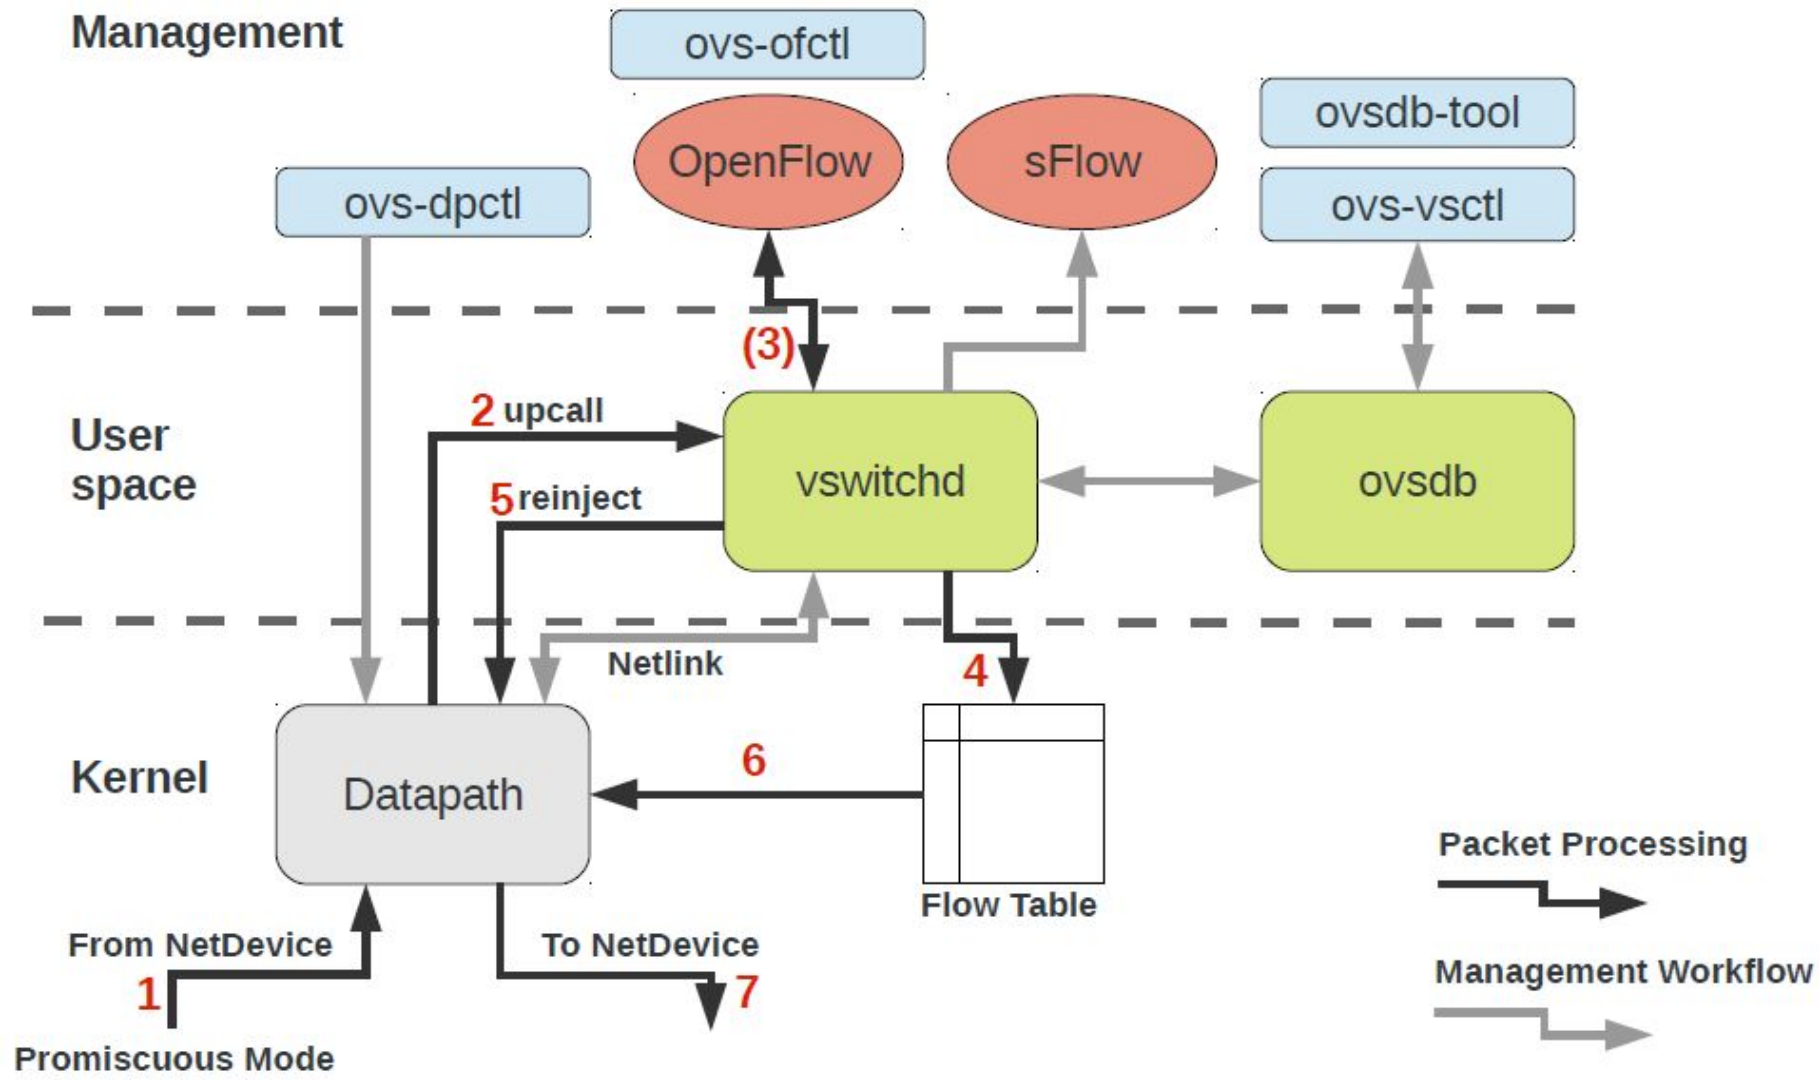 Management
ovs-ofctl
ovsdb-tool
OpenFlow
sFlow
ovs-dpctl
ovs-vsctl
(3)
2 upcall
User
space
vswitchd
ovsdb
5 reinject
Netlink
4
Kernel
Datapath
6
Flow Table
Packet Processing
From NetDevice
To NetDevice
1
7
Management Workflow
Promiscuous Mode